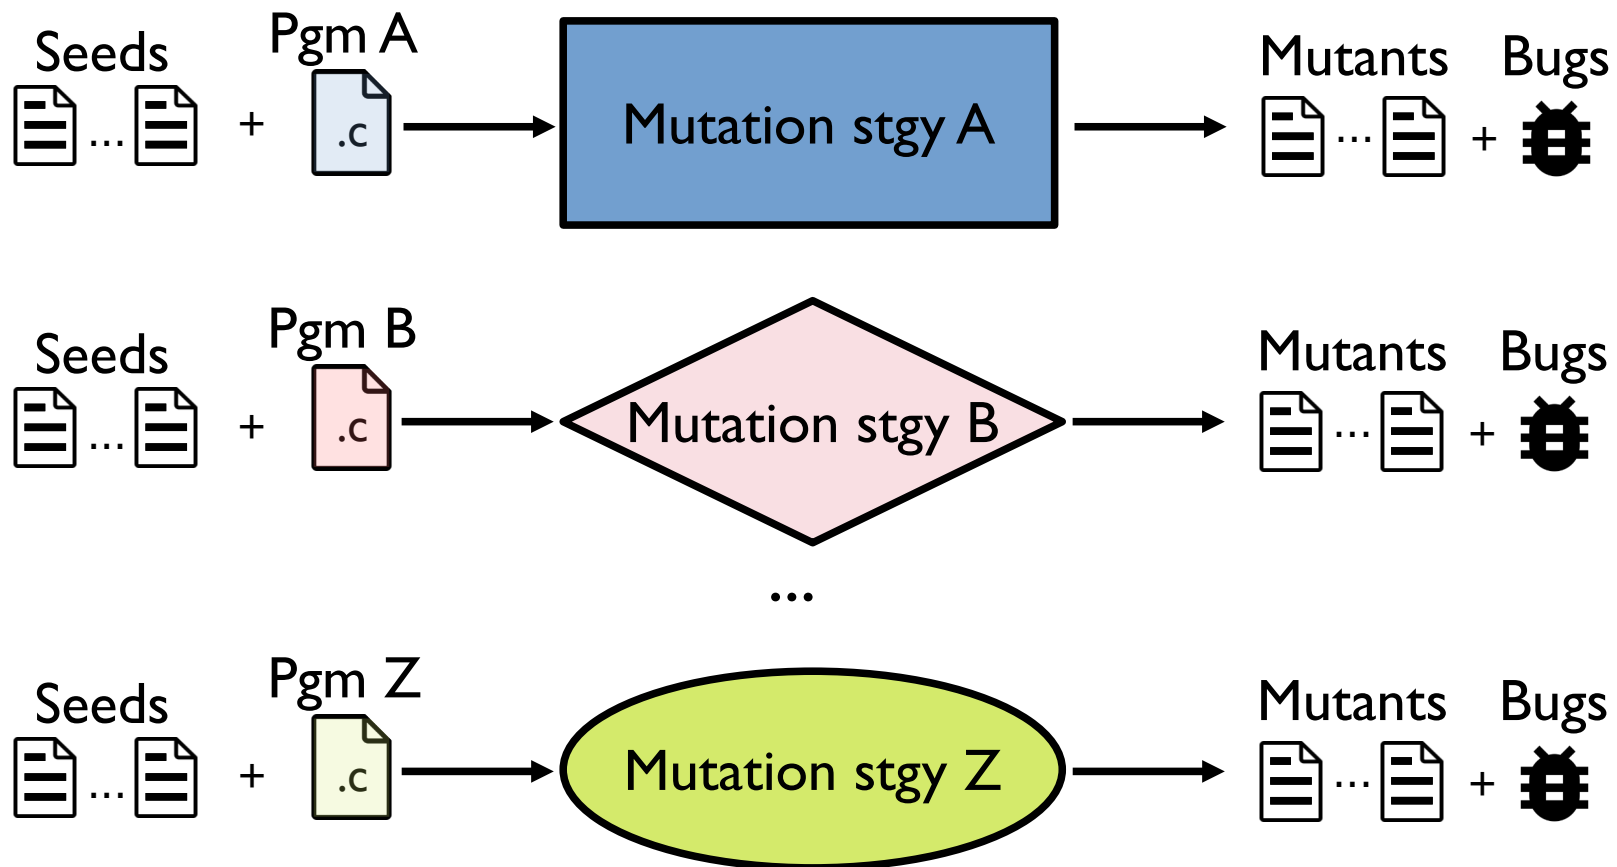 Seeds
Pgm A
... + .c
Mutation stgy A
Mutants
Bugs
... +
Seeds
Pgm B
... + .c
Mutation stgy B
Mutants
Bugs
... +
...
Seeds
Pgm Z
... + .c
Mutation stgy Z
Mutants
Bugs
... +